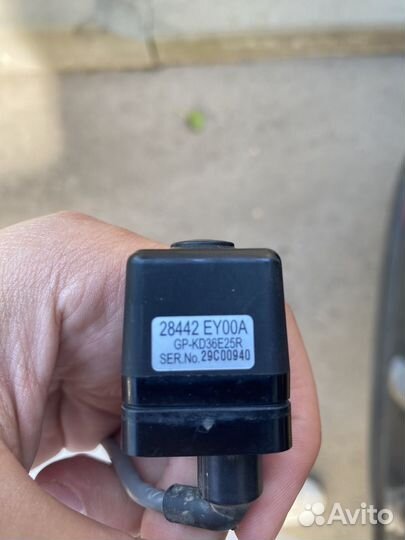 28442 EY00A
GP-KD36E25R
SER.No. 29C00940
Avito